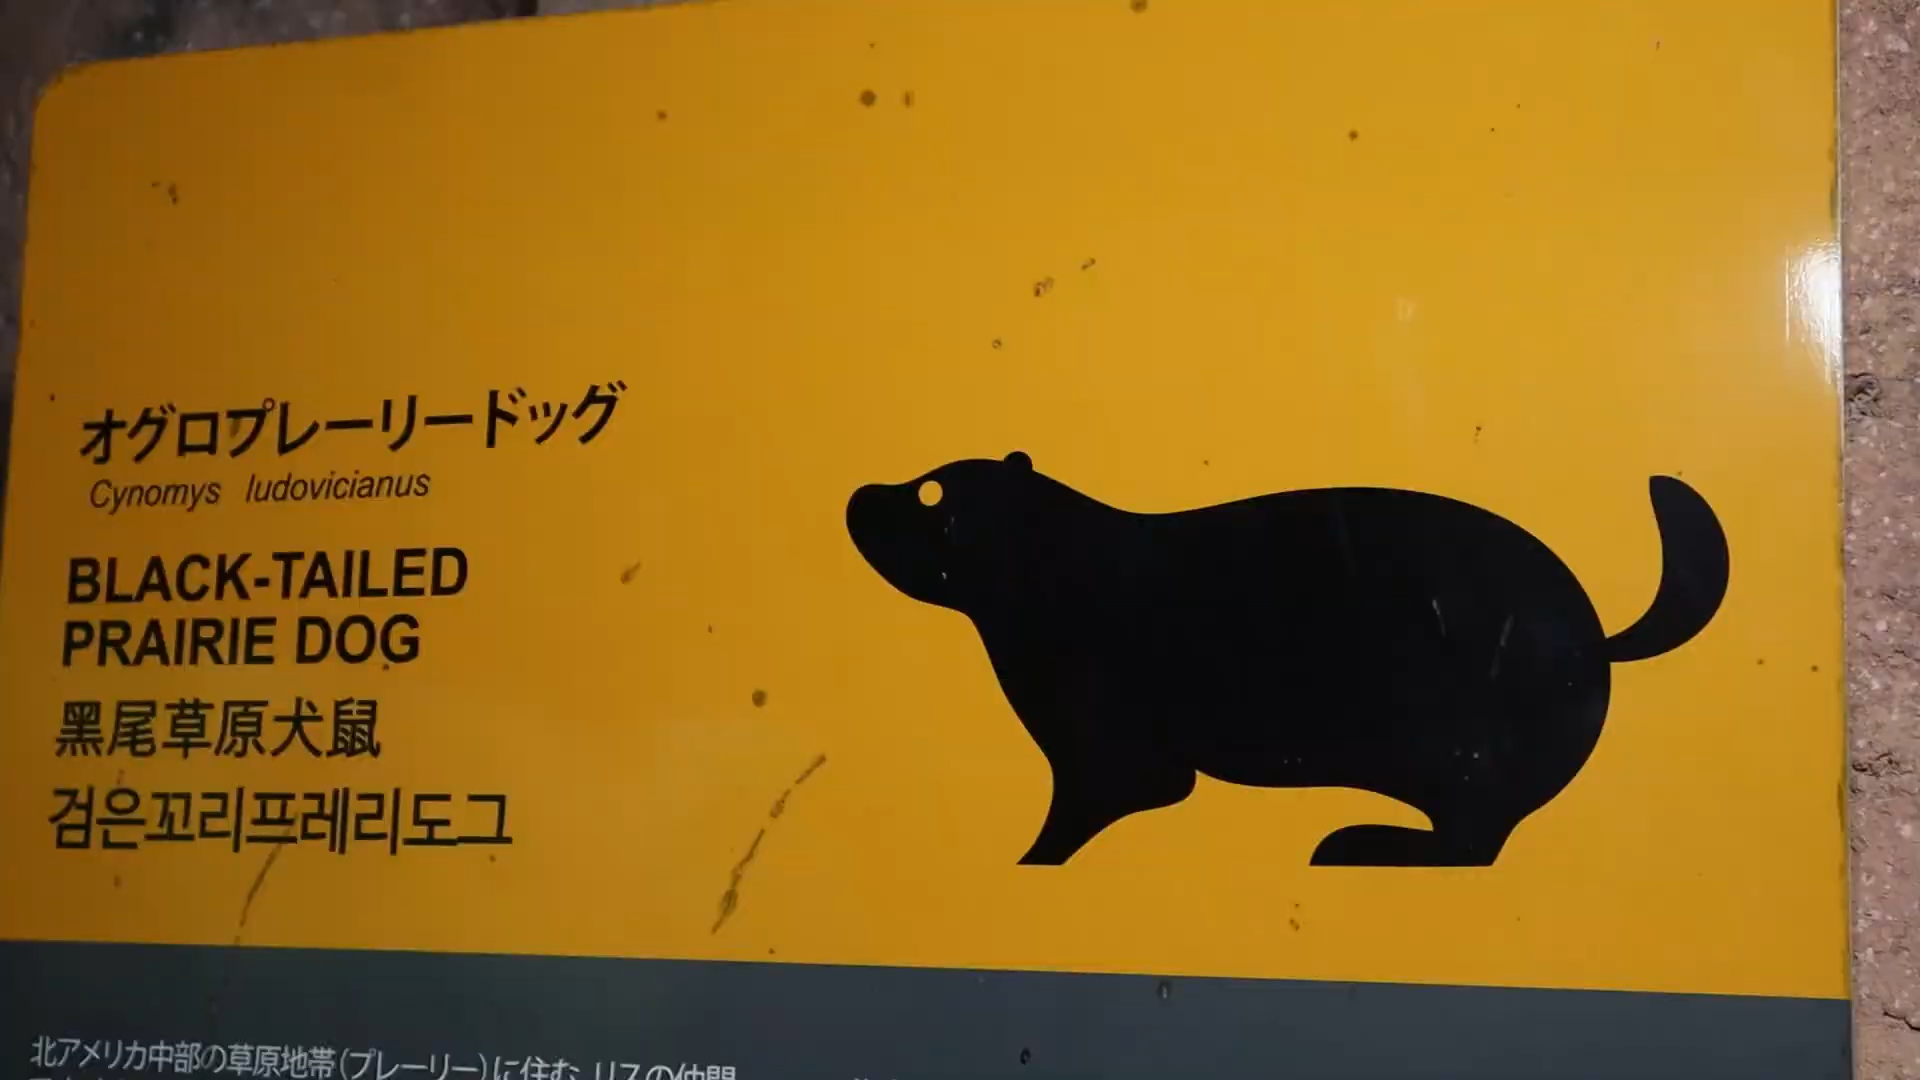 オグロプレーリードッグ
Cynomys ludovicianus
BLACK-TAILED
PRAIRIE DOG
黑尾草原犬鼠
검은꼬리프레리도그
北アメリカ中部の草原地帯(プレーリー)に住む、リスの仲間